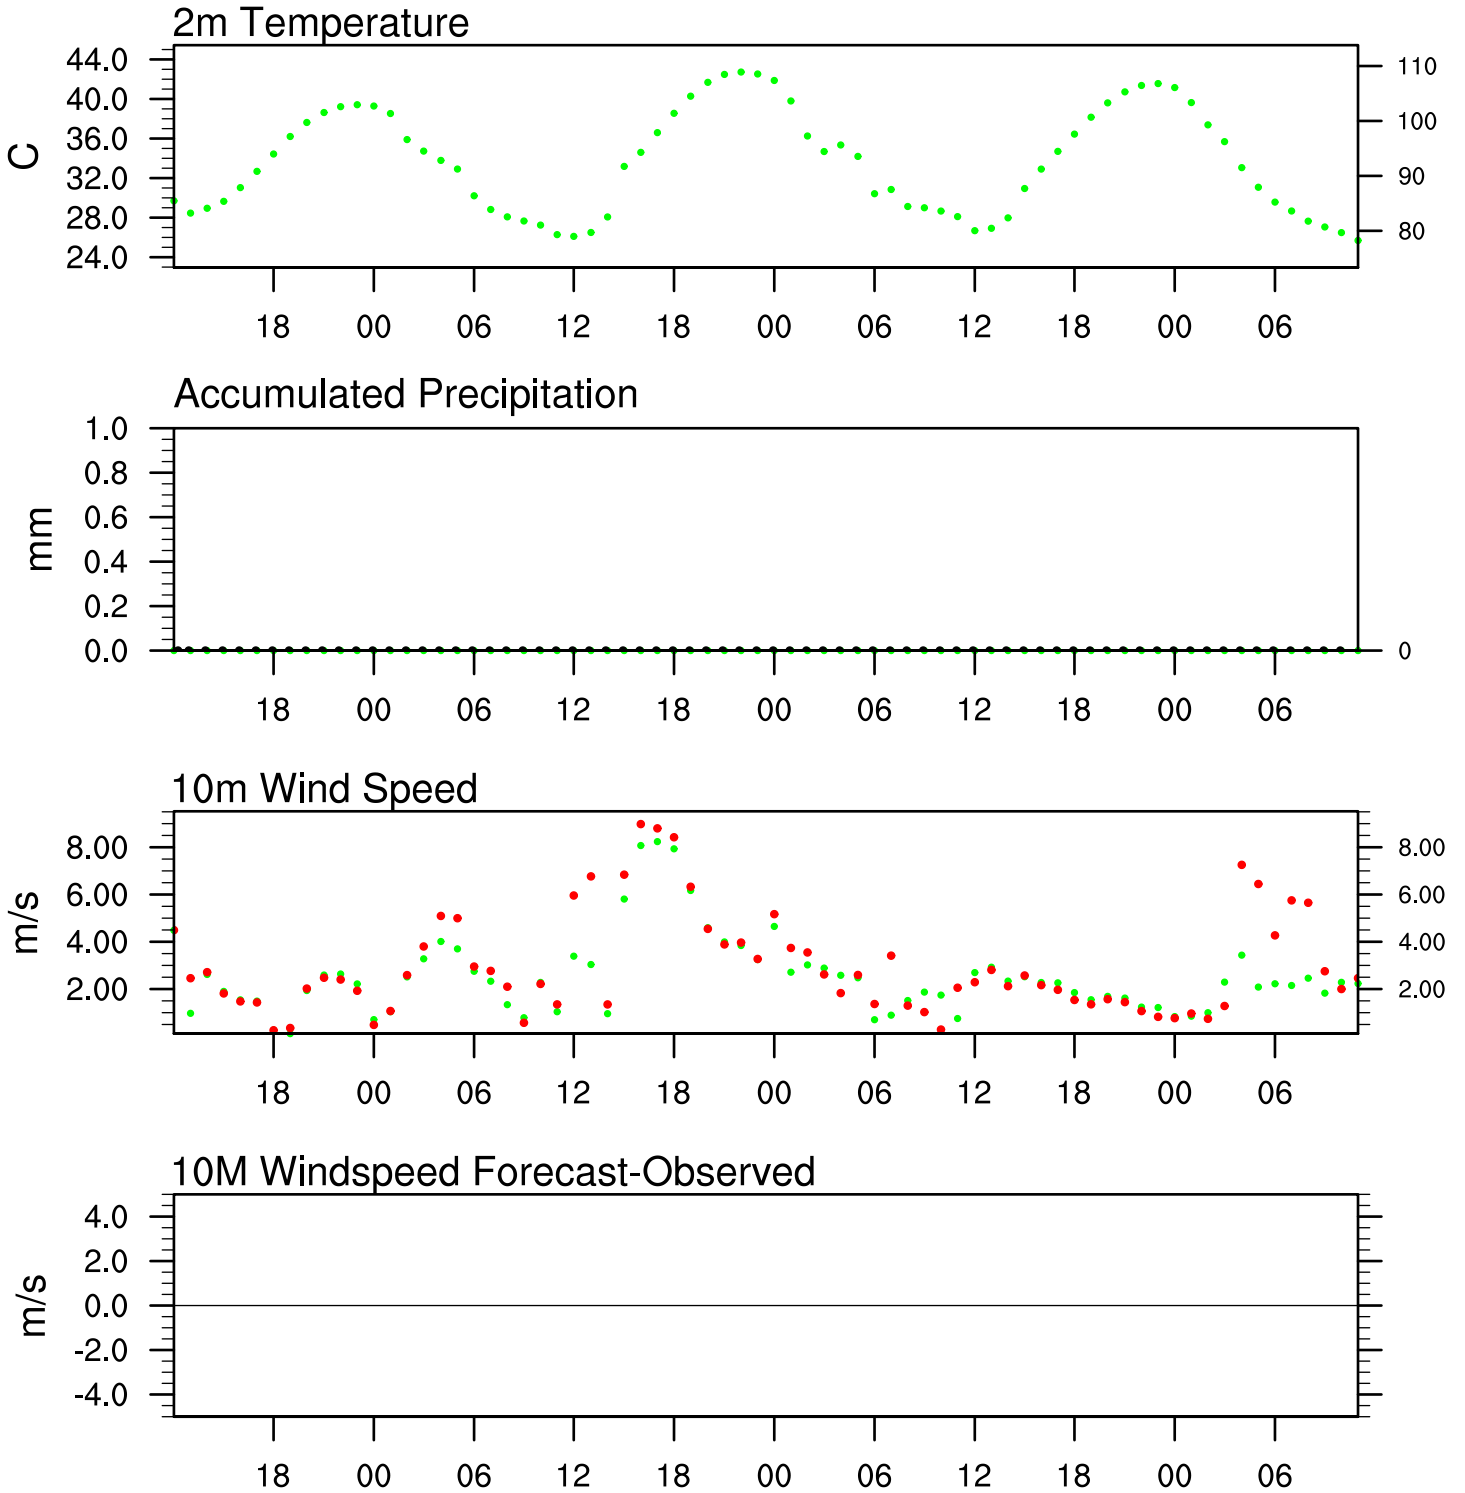 2m Temperature
44.0
40.0
36.0
32.0
28.0
24.0
C
110
100
90
80
18 00 06 12 18 00 06 12 18 00 06
Accumulated Precipitation
1.0
0.8
0.6
0.4
0.2
0.0
mm
0
18 00 06 12 18 00 06 12 18 00 06
10m Wind Speed
8.00
6.00
4.00
2.00
m/s
8.00
6.00
4.00
2.00
18 00 06 12 18 00 06 12 18 00 06
10M Windspeed Forecast-Observed
4.0
2.0
0.0
-2.0
-4.0
m/s
18 00 06 12 18 00 06 12 18 00 06